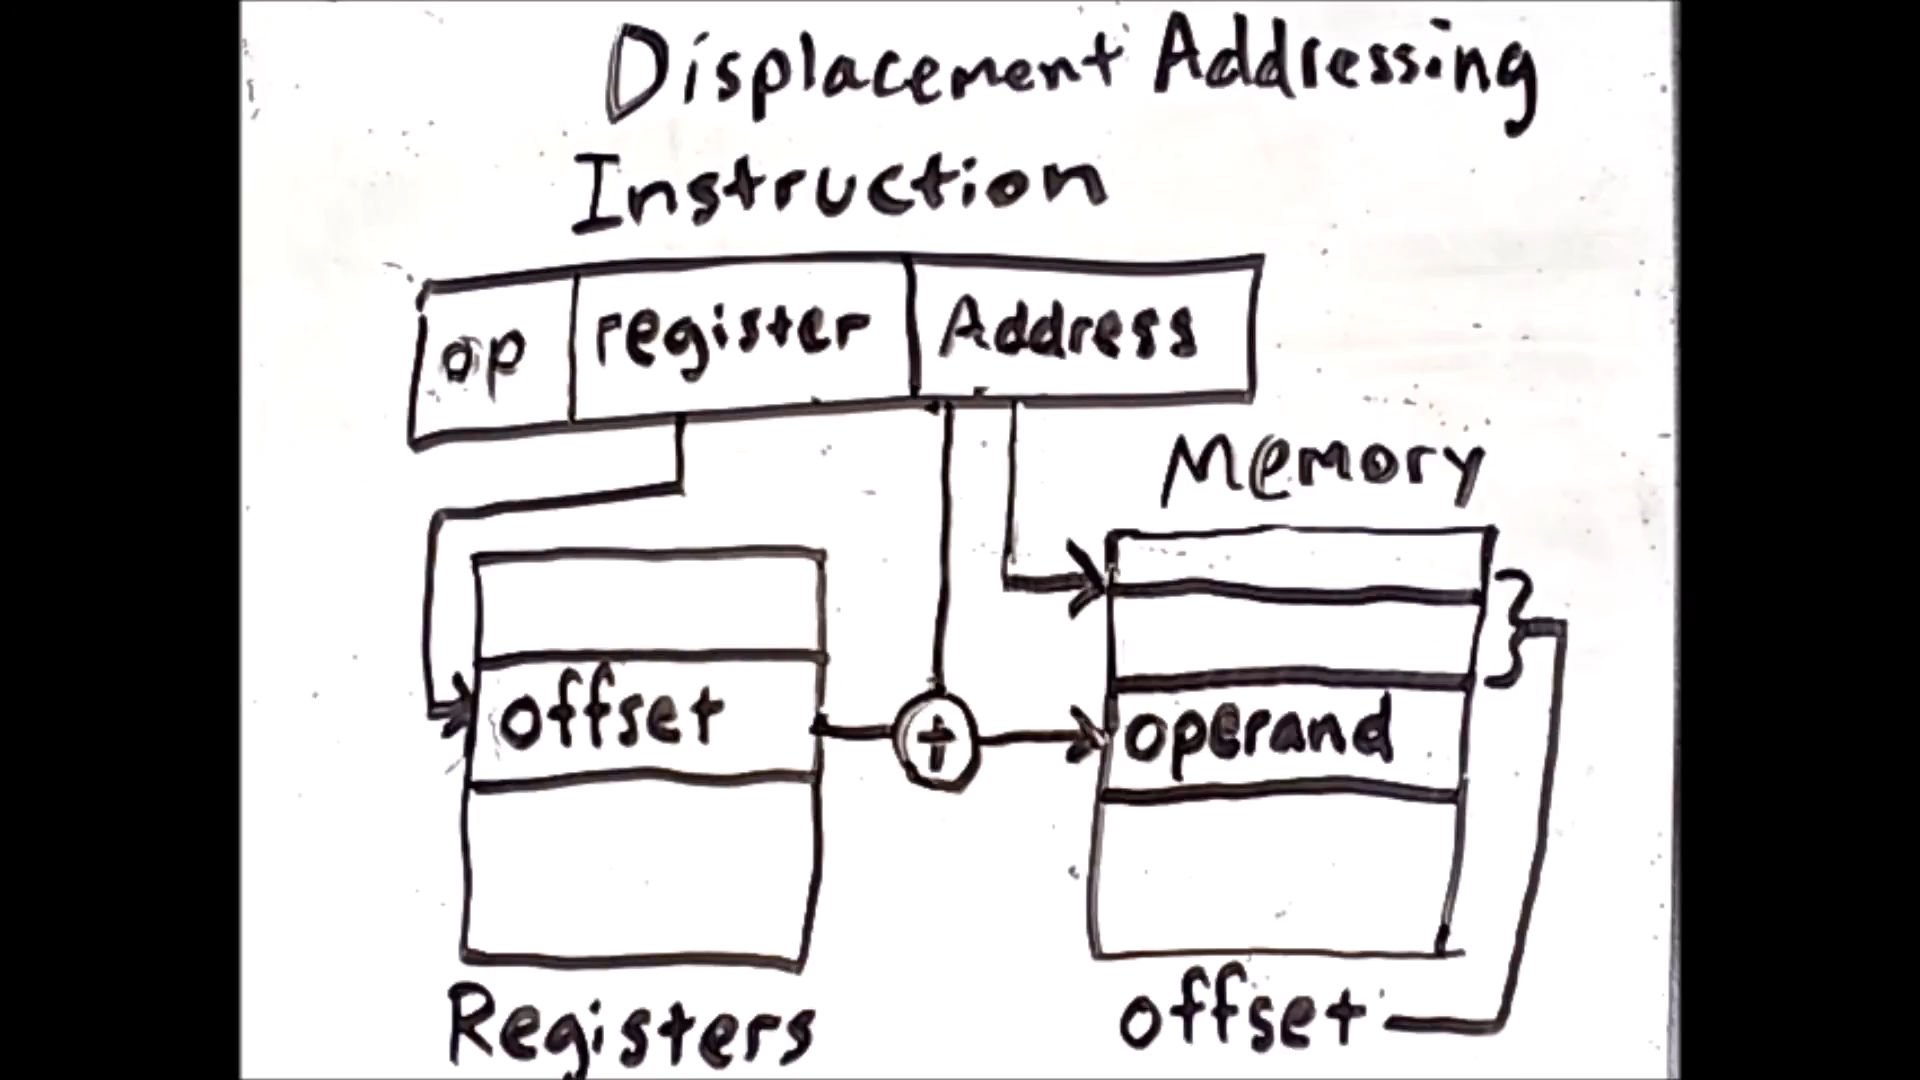 Displacement Addressing
Instruction
op register Address
Memory
offset + operand
Registers
offset